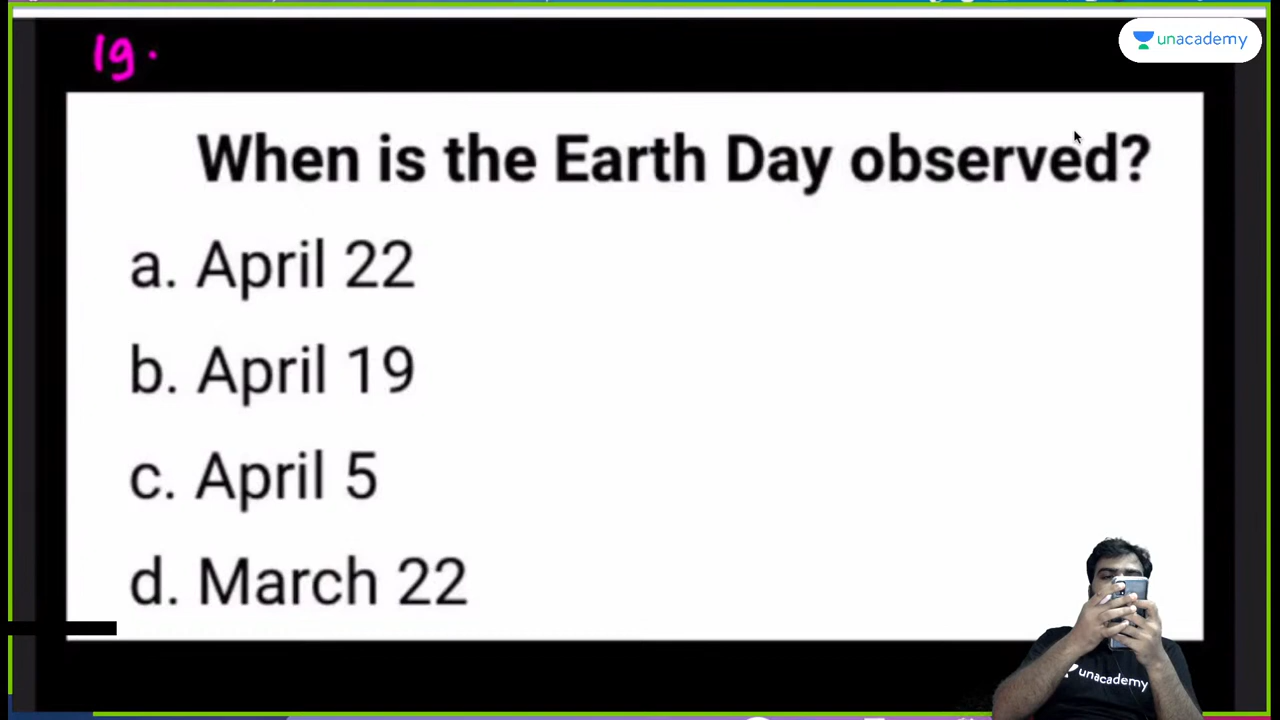 19.
unacademy
When is the Earth Day observed?
a. April 22
b. April 19
c. April 5
d. March 22
unacademy